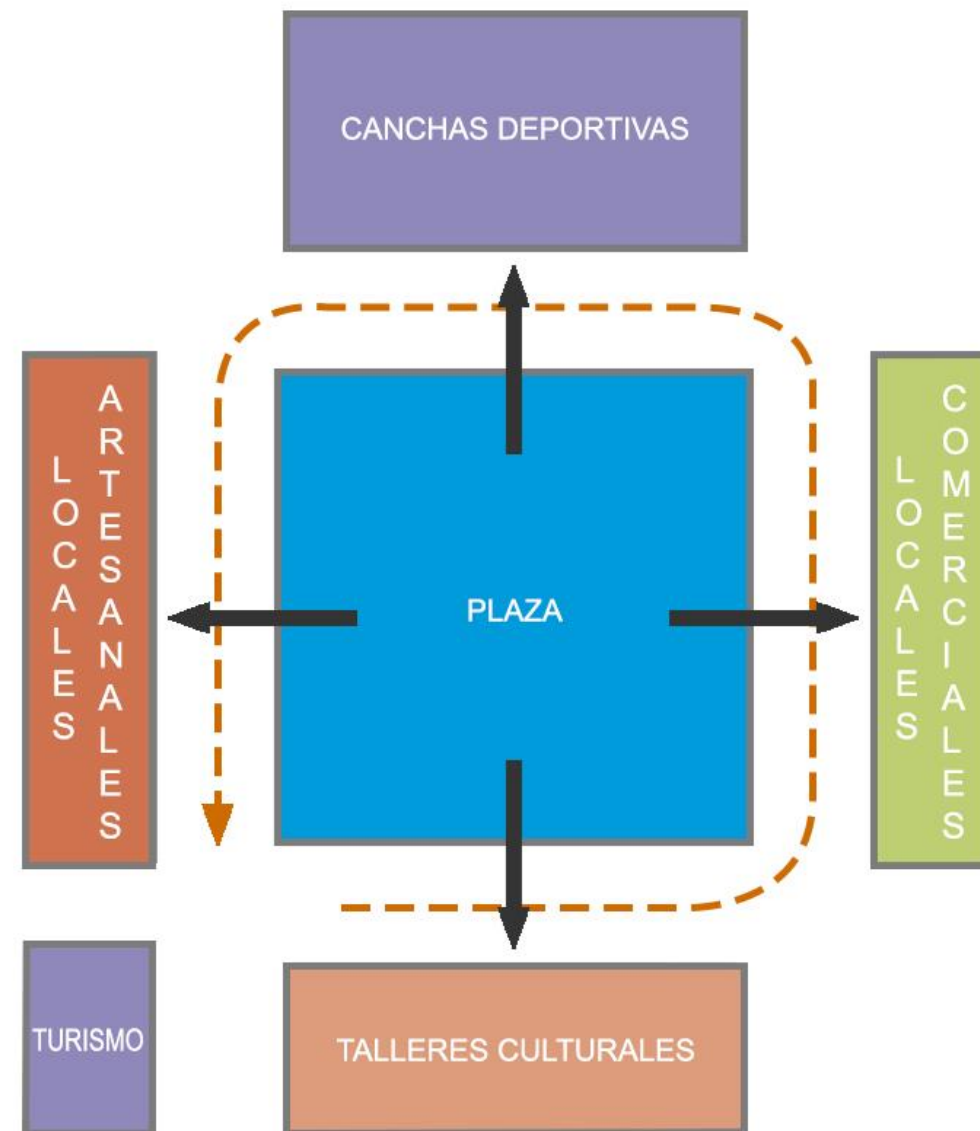 CANCHAS DEPORTIVAS
LOCALES
ARTESANALES
PLAZA
LOCALES
COMERCIALES
TURISMO
TALLERES CULTURALES